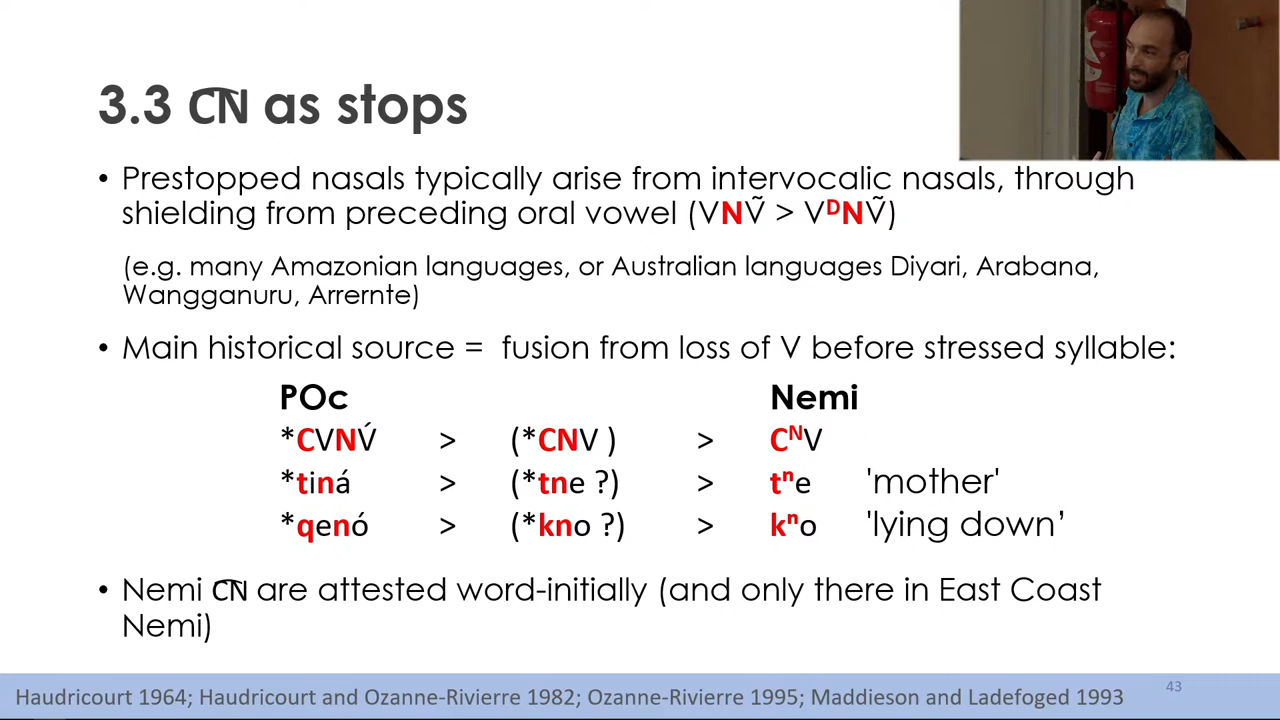 3.3 C͡N as stops
• Prestopped nasals typically arise from intervocalic nasals, through
shielding from preceding oral vowel (VNṼ > VᴰNṼ)
(e.g. many Amazonian languages, or Australian languages Diyari, Arabana,
Wangganuru, Arrernte)
• Main historical source = fusion from loss of V before stressed syllable:
POc Nemi
*CVNV́ > (*CNV ) > CᴺV
*tiná > (*tne ?) > tⁿe 'mother'
*qenó > (*kno ?) > kⁿo 'lying down’
• Nemi C͡N are attested word-initially (and only there in East Coast
Nemi)
Haudricourt 1964; Haudricourt and Ozanne-Rivierre 1982; Ozanne-Rivierre 1995; Maddieson and Ladefoged 1993
43